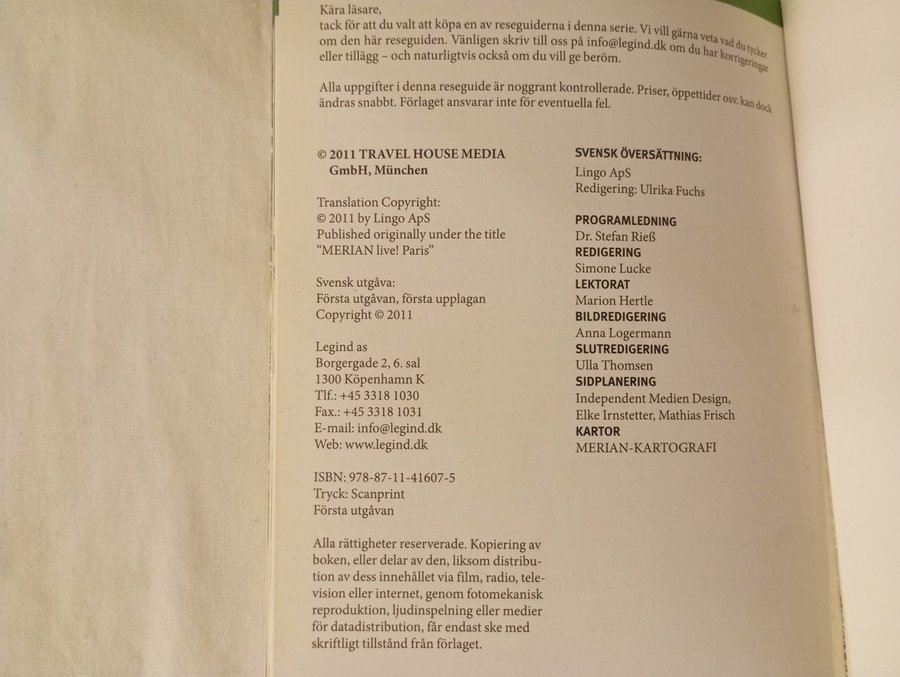 Kära läsare,
tack för att du valt att köpa en av reseguiderna i denna serie. Vi vill gärna veta vad du tycker
om den här reseguiden. Vänligen skriv till oss på info@legind.dk om du har korrigeringar
eller tillägg – och naturligtvis också om du vill ge beröm.
Alla uppgifter i denna reseguide är noggrant kontrollerade. Priser, öppettider osv. kan dock
ändras snabbt. Förlaget ansvarar inte för eventuella fel.
© 2011 TRAVEL HOUSE MEDIA
GmbH, München
Translation Copyright:
© 2011 by Lingo ApS
Published originally under the title
“MERIAN live! Paris”
Svensk utgåva:
Första utgåvan, första upplagan
Copyright © 2011
Legind as
Borgergade 2, 6. sal
1300 Köpenhamn K
Tlf.: +45 3318 1030
Fax.: +45 3318 1031
E-mail: info@legind.dk
Web: www.legind.dk
ISBN: 978-87-11-41607-5
Tryck: Scanprint
Första utgåvan
Alla rättigheter reserverade. Kopiering av
boken, eller delar av den, liksom distribu-
tion av dess innehållet via film, radio, tele-
vision eller internet, genom fotomekanisk
reproduktion, ljudinspelning eller medier
för datadistribution, får endast ske med
skriftligt tillstånd från förlaget.
SVENSK ÖVERSÄTTNING:
Lingo ApS
Redigering: Ulrika Fuchs
PROGRAMLEDNING
Dr. Stefan Rieß
REDIGERING
Simone Lucke
LEKTORAT
Marion Hertle
BILDREDIGERING
Anna Logermann
SLUTREDIGERING
Ulla Thomsen
SIDPLANERING
Independent Medien Design,
Elke Irnstetter, Mathias Frisch
KARTOR
MERIAN-KARTOGRAFI